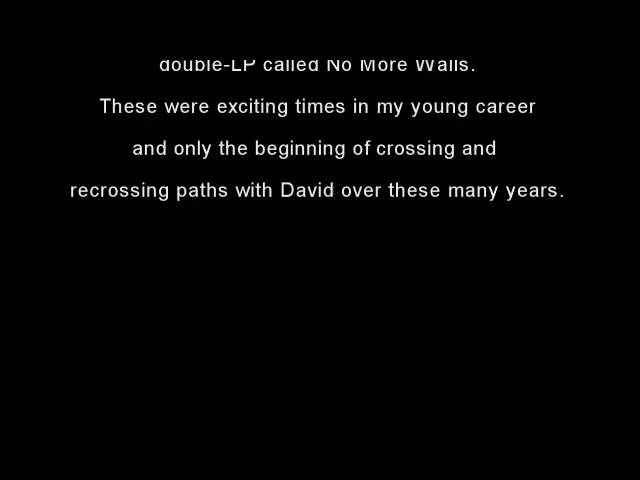 double-LP called No More Walls.
These were exciting times in my young career
and only the beginning of crossing and
recrossing paths with David over these many years.